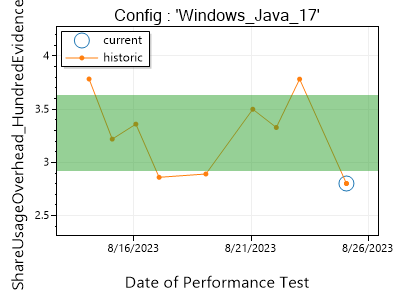 Config : 'Windows_Java_17'
current
historic
ShareUsageOverhead_HundredEvidence
4
3.5
3
2.5
8/16/2023
8/21/2023
8/26/2023
Date of Performance Test